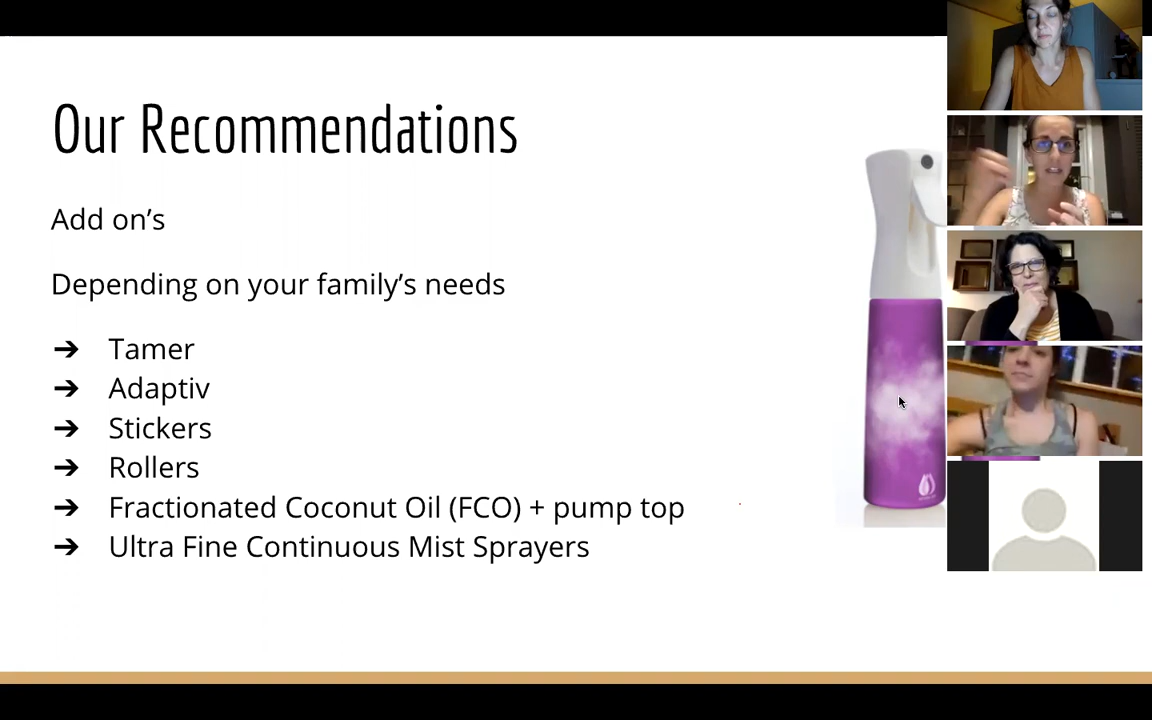 Our Recommendations
Add on’s
Depending on your family’s needs
➔ Tamer
➔ Adaptiv
➔ Stickers
➔ Rollers
➔ Fractionated Coconut Oil (FCO) + pump top
➔ Ultra Fine Continuous Mist Sprayers